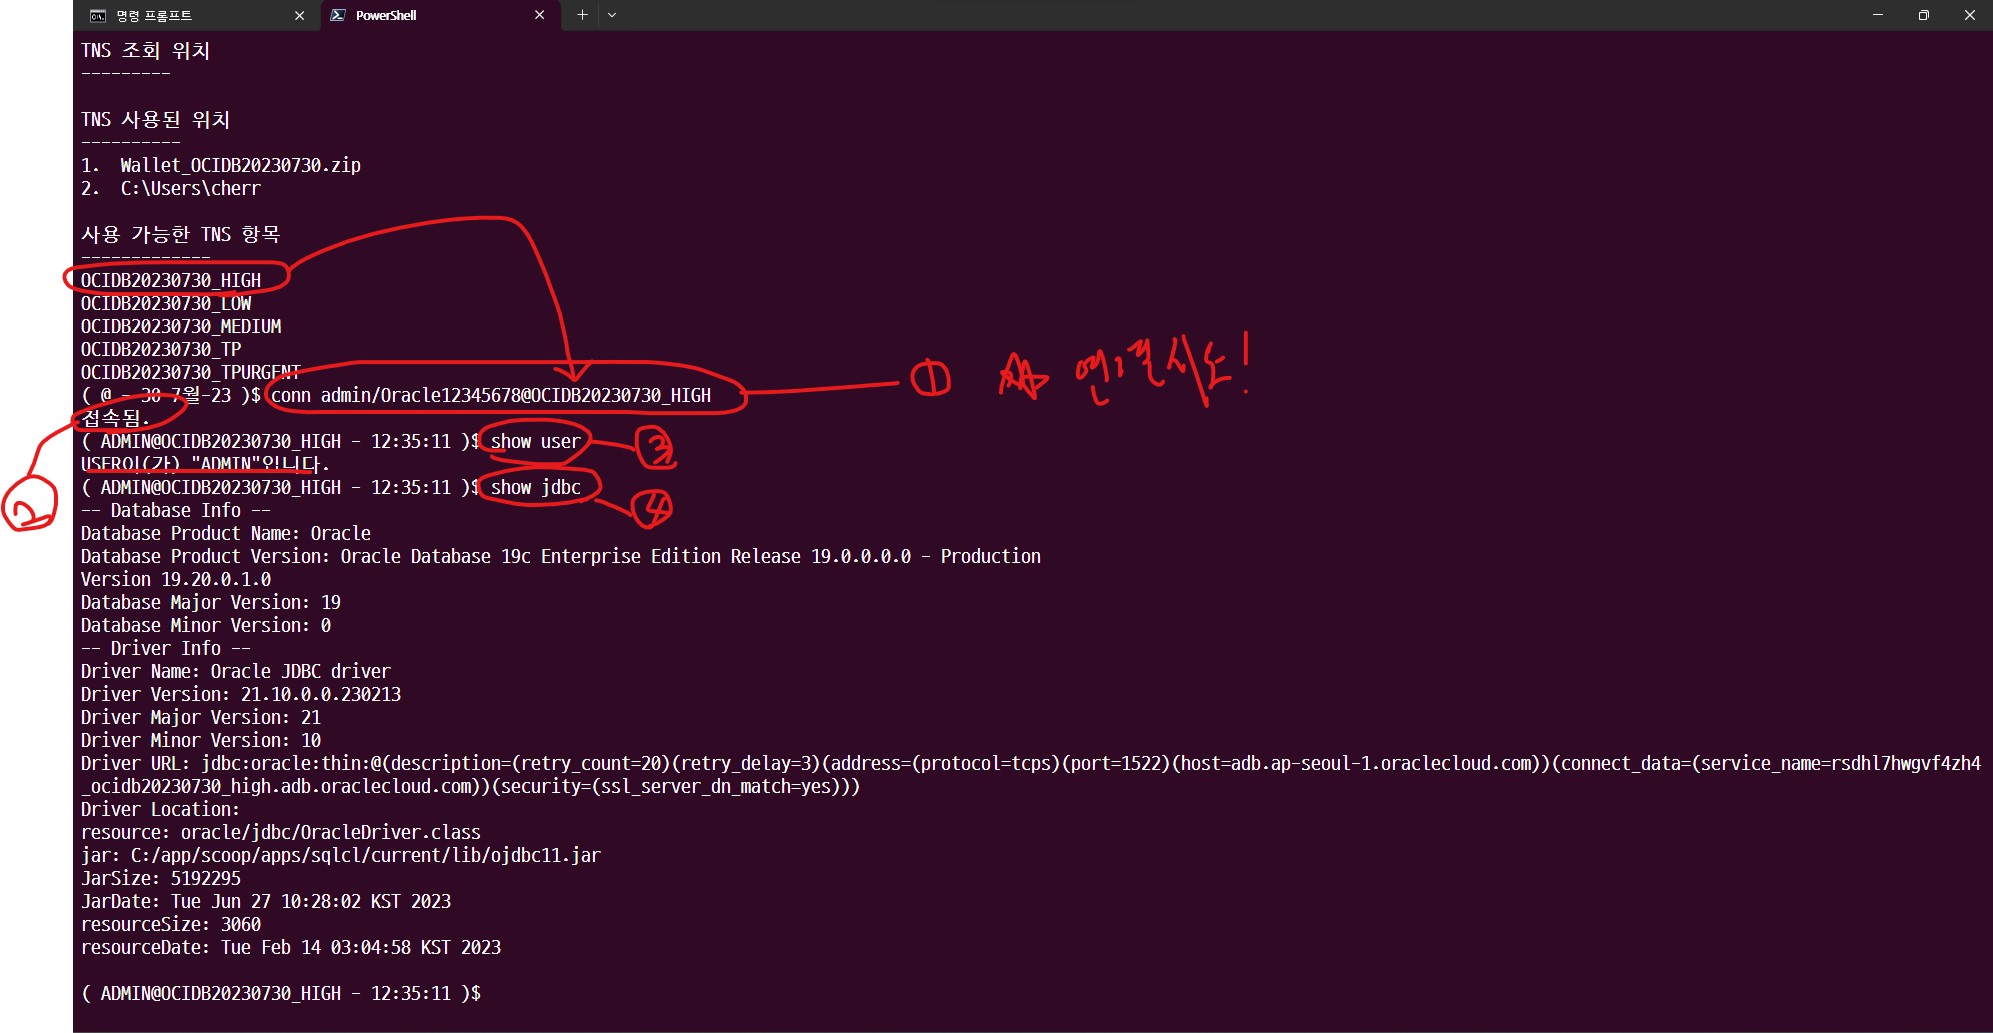 명령 프롬프트
PowerShell
TNS 조회 위치
---------
TNS 사용된 위치
----------
1.  Wallet_OCIDB20230730.zip
2.  C:\Users\cherr
사용 가능한 TNS 항목
-------------
OCIDB20230730_HIGH
OCIDB20230730_LOW
OCIDB20230730_MEDIUM
OCIDB20230730_TP
OCIDB20230730_TPURGENT
( @ - 30-7월-23 )$ conn admin/Oracle12345678@OCIDB20230730_HIGH
① 연결시도!
접속됨.
②
( ADMIN@OCIDB20230730_HIGH - 12:35:11 )$ show user
③
USER이(가) "ADMIN"입니다.
( ADMIN@OCIDB20230730_HIGH - 12:35:11 )$ show jdbc
④
-- Database Info --
Database Product Name: Oracle
Database Product Version: Oracle Database 19c Enterprise Edition Release 19.0.0.0.0 - Production
Version 19.20.0.1.0
Database Major Version: 19
Database Minor Version: 0
-- Driver Info --
Driver Name: Oracle JDBC driver
Driver Version: 21.10.0.0.230213
Driver Major Version: 21
Driver Minor Version: 10
Driver URL: jdbc:oracle:thin:@(description=(retry_count=20)(retry_delay=3)(address=(protocol=tcps)(port=1522)(host=adb.ap-seoul-1.oraclecloud.com))(connect_data=(service_name=rsdhl7hwgvf4zh4
_ocidb20230730_high.adb.oraclecloud.com))(security=(ssl_server_dn_match=yes)))
Driver Location:
resource: oracle/jdbc/OracleDriver.class
jar: C:/app/scoop/apps/sqlcl/current/lib/ojdbc11.jar
JarSize: 5192295
JarDate: Tue Jun 27 10:28:02 KST 2023
resourceSize: 3060
resourceDate: Tue Feb 14 03:04:58 KST 2023
( ADMIN@OCIDB20230730_HIGH - 12:35:11 )$